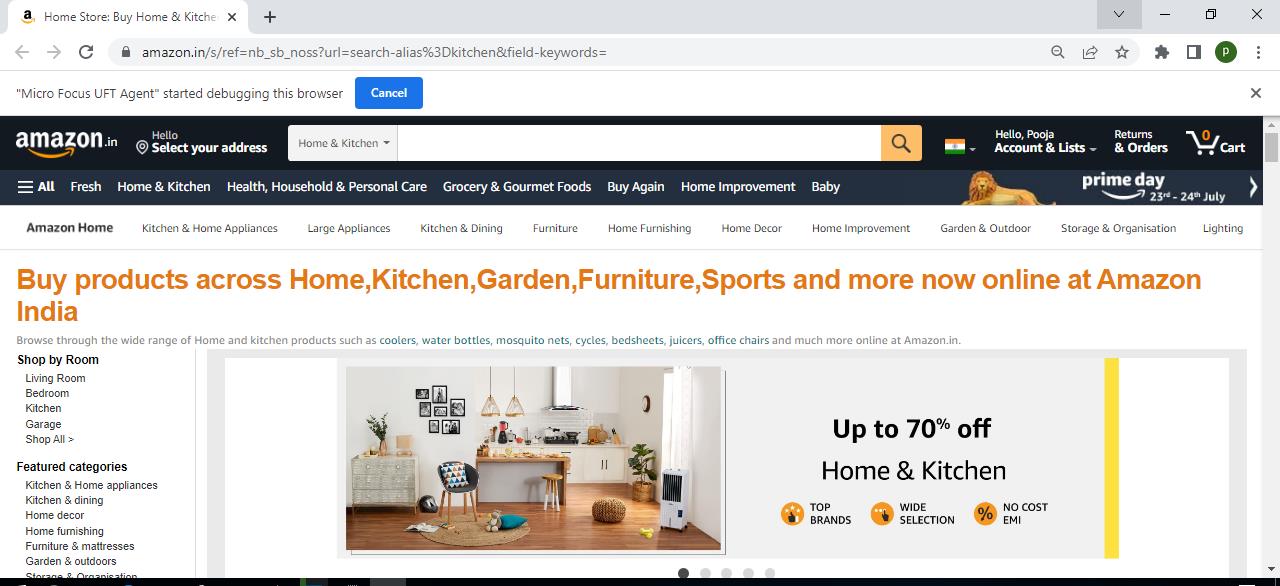 Home Store: Buy Home & Kitche
amazon.in/s/ref=nb_sb_noss?url=search-alias%3Dkitchen&field-keywords=
P
"Micro Focus UFT Agent" started debugging this browser
Cancel
amazon.in
Hello
Select your address
Home & Kitchen
Hello, Pooja
Account & Lists
Returns
& Orders
0
Cart
All Fresh Home & Kitchen Health, Household & Personal Care Grocery & Gourmet Foods Buy Again Home Improvement Baby
prime day
23rd - 24th July
Amazon Home Kitchen & Home Appliances Large Appliances Kitchen & Dining Furniture Home Furnishing Home Decor Home Improvement Garden & Outdoor Storage & Organisation Lighting
Buy products across Home,Kitchen,Garden,Furniture,Sports and more now online at Amazon
India
Browse through the wide range of Home and kitchen products such as coolers, water bottles, mosquito nets, cycles, bedsheets, juicers, office chairs and much more online at Amazon.in.
Shop by Room
Living Room
Bedroom
Kitchen
Garage
Shop All >
Featured categories
Kitchen & Home appliances
Kitchen & dining
Home decor
Home furnishing
Furniture & mattresses
Garden & outdoors
Storage & Organisation
Up to 70% off
Home & Kitchen
TOP
BRANDS
WIDE
SELECTION
%
NO COST
EMI